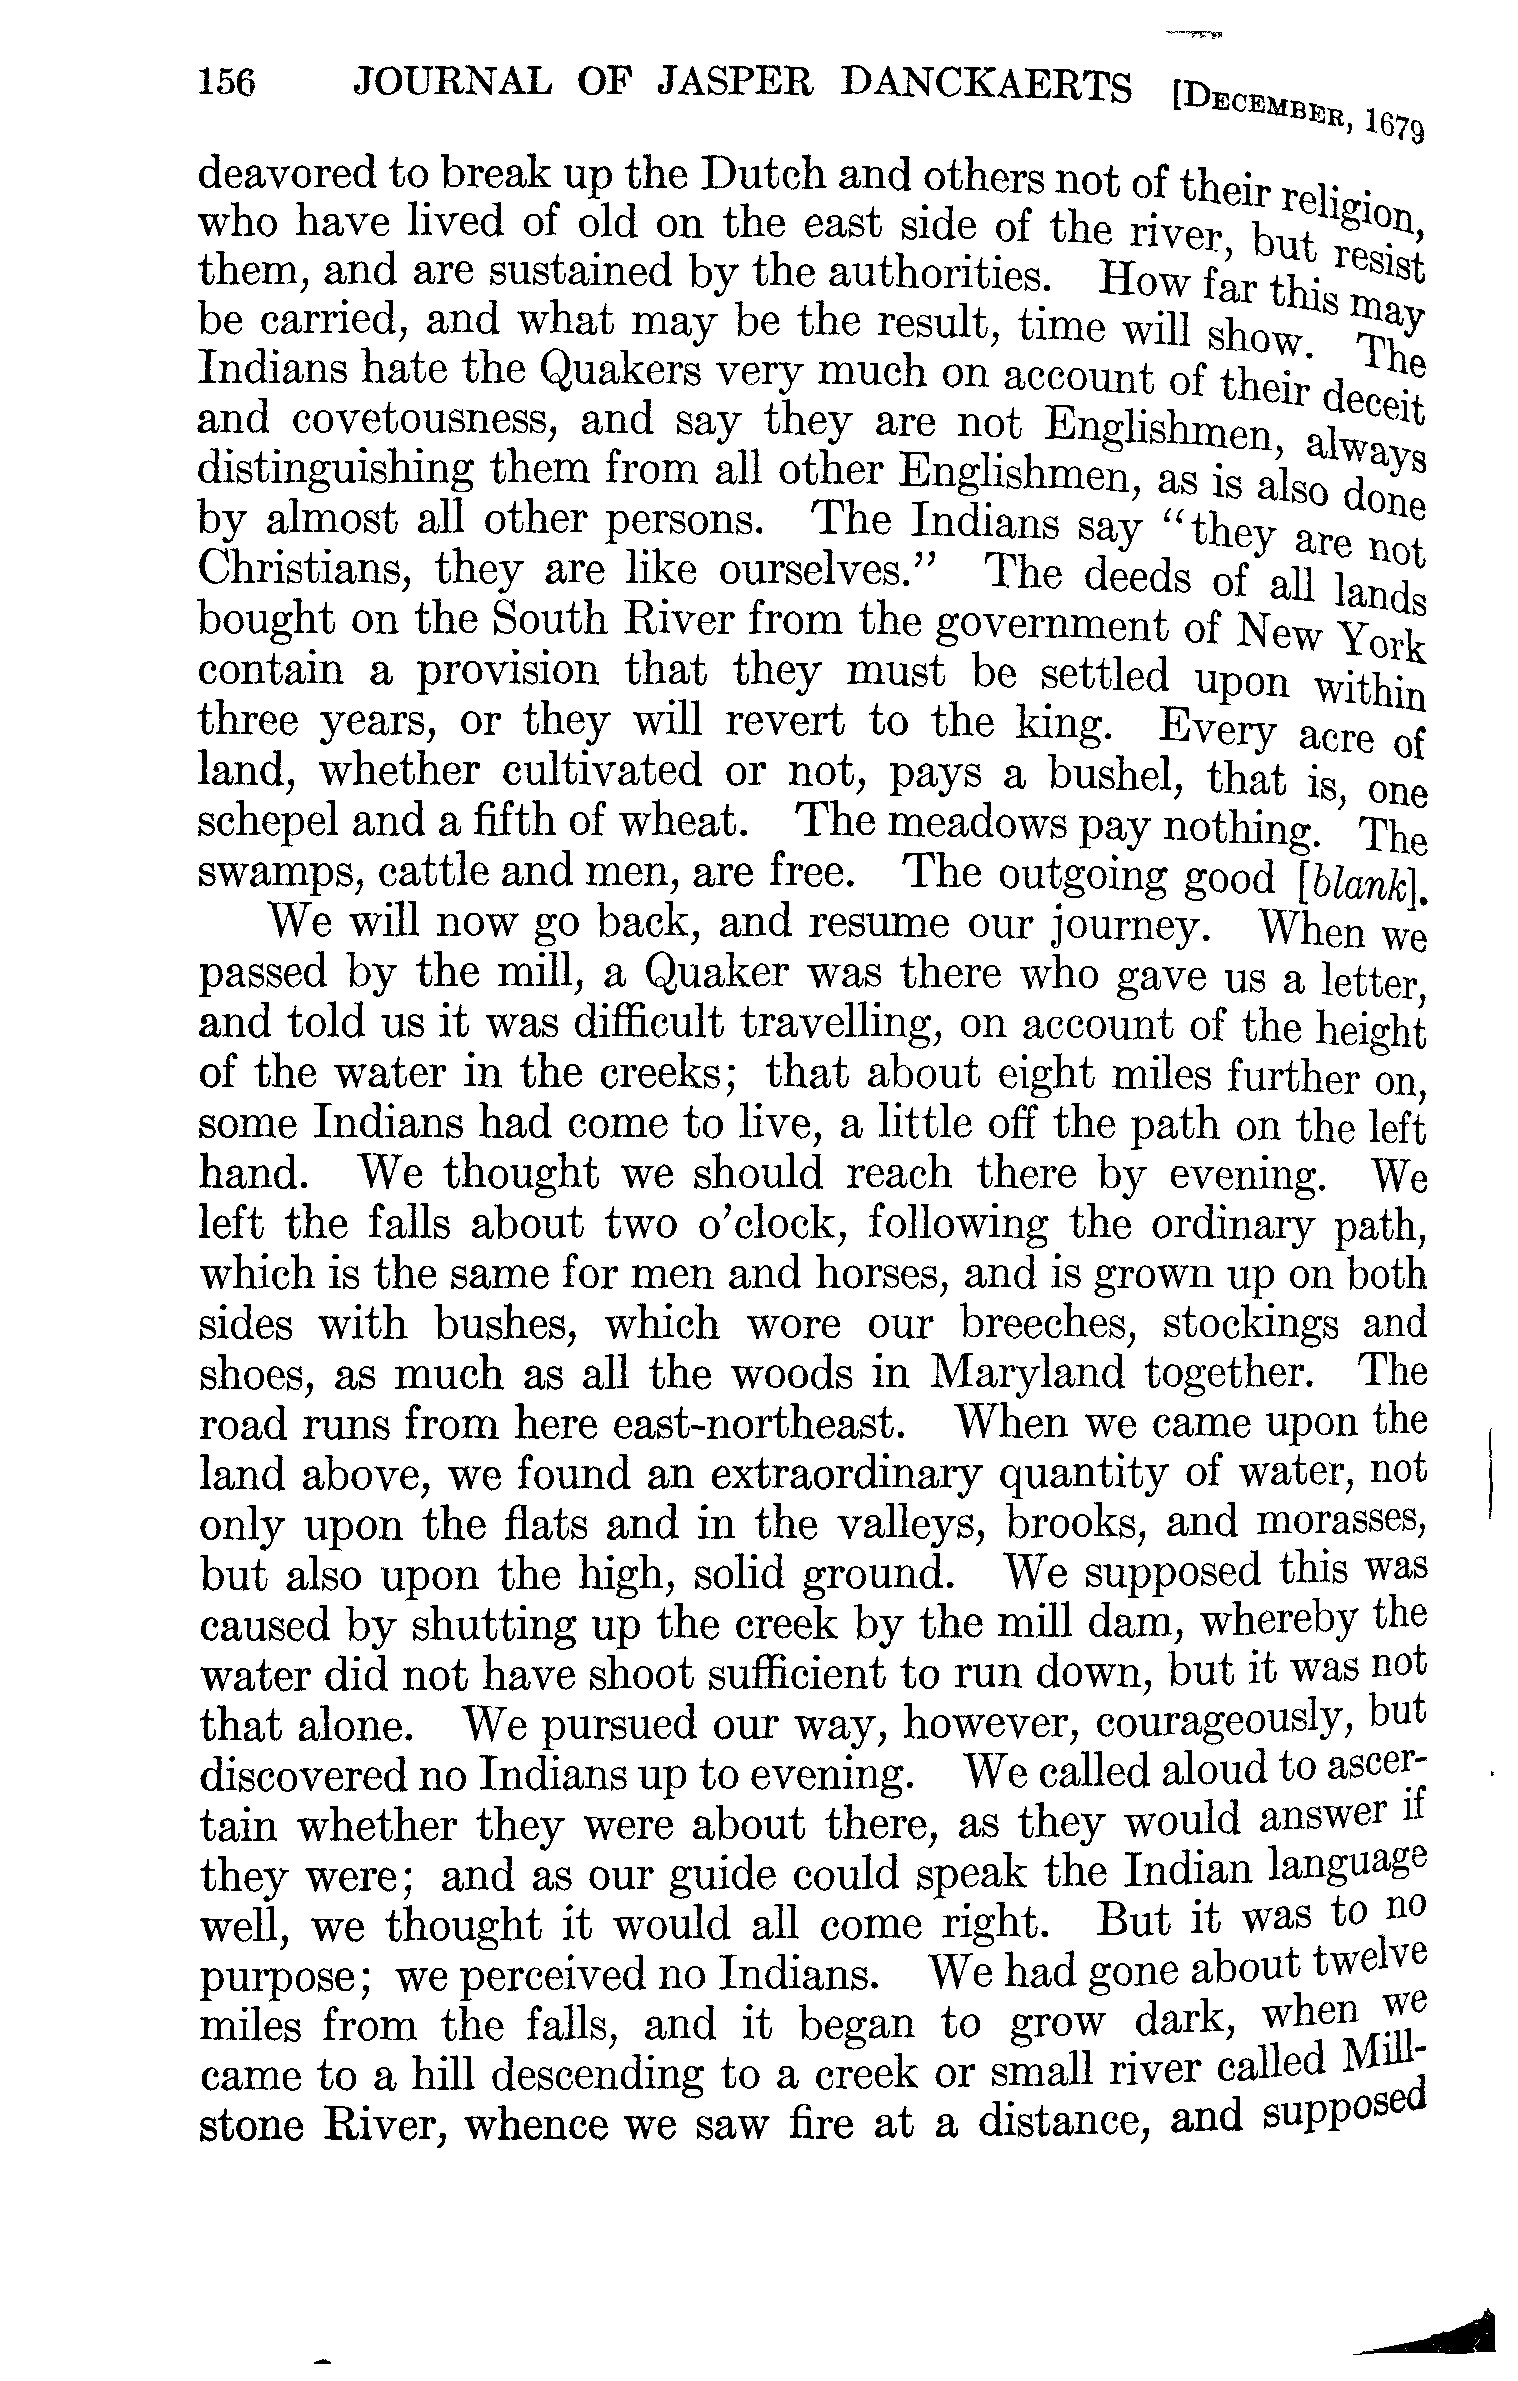 156 JOURNAL OF JASPER DANCKAERTS [DECEMBER, 1679
deavored to break up the Dutch and others not of their religion,
who have lived of old on the east side of the river, but resist
them, and are sustained by the authorities. How far this may
be carried, and what may be the result, time will show. The
Indians hate the Quakers very much on account of their deceit
and covetousness, and say they are not Englishmen, always
distinguishing them from all other Englishmen, as is also done
by almost all other persons. The Indians say “they are not
Christians, they are like ourselves.” The deeds of all lands
bought on the South River from the government of New York
contain a provision that they must be settled upon within
three years, or they will revert to the king. Every acre of
land, whether cultivated or not, pays a bushel, that is, one
schepel and a fifth of wheat. The meadows pay nothing. The
swamps, cattle and men, are free. The outgoing good [blank].
We will now go back, and resume our journey. When we
passed by the mill, a Quaker was there who gave us a letter,
and told us it was difficult travelling, on account of the height
of the water in the creeks; that about eight miles further on,
some Indians had come to live, a little off the path on the left
hand. We thought we should reach there by evening. We
left the falls about two o’clock, following the ordinary path,
which is the same for men and horses, and is grown up on both
sides with bushes, which wore our breeches, stockings and
shoes, as much as all the woods in Maryland together. The
road runs from here east-northeast. When we came upon the
land above, we found an extraordinary quantity of water, not
only upon the flats and in the valleys, brooks, and morasses,
but also upon the high, solid ground. We supposed this was
caused by shutting up the creek by the mill dam, whereby the
water did not have shoot sufficient to run down, but it was not
that alone. We pursued our way, however, courageously, but
discovered no Indians up to evening. We called aloud to ascer-
tain whether they were about there, as they would answer if
they were; and as our guide could speak the Indian language
well, we thought it would all come right. But it was to no
purpose; we perceived no Indians. We had gone about twelve
miles from the falls, and it began to grow dark, when we
came to a hill descending to a creek or small river called Mill-
stone River, whence we saw fire at a distance, and supposed